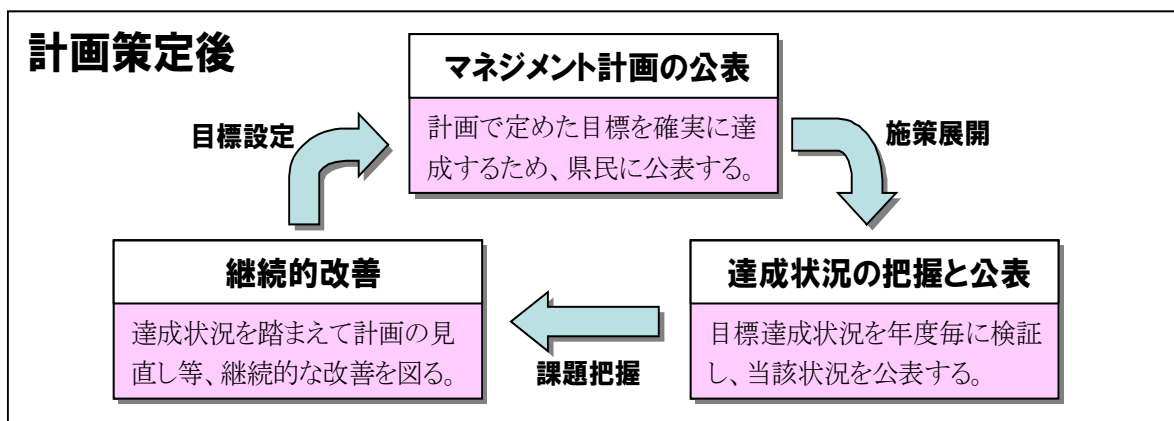 計画策定後
マネジメント計画の公表
計画で定めた目標を確実に達
成するため、県民に公表する。
目標設定
施策展開
継続的改善
達成状況を踏まえて計画の見
直し等、継続的な改善を図る。
課題把握
達成状況の把握と公表
目標達成状況を年度毎に検証
し、当該状況を公表する。